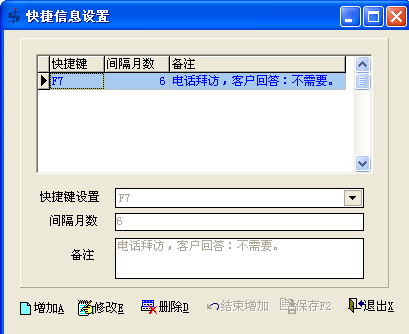 快捷信息设置
快捷键 间隔月数 备注
F7 6 电话拜访，客户回答：不需要。
快捷键设置 F7
间隔月数 6
备注 电话拜访，客户回答：不需要。
增加A 修改E 删除D 结束增加 保存F2 退出X